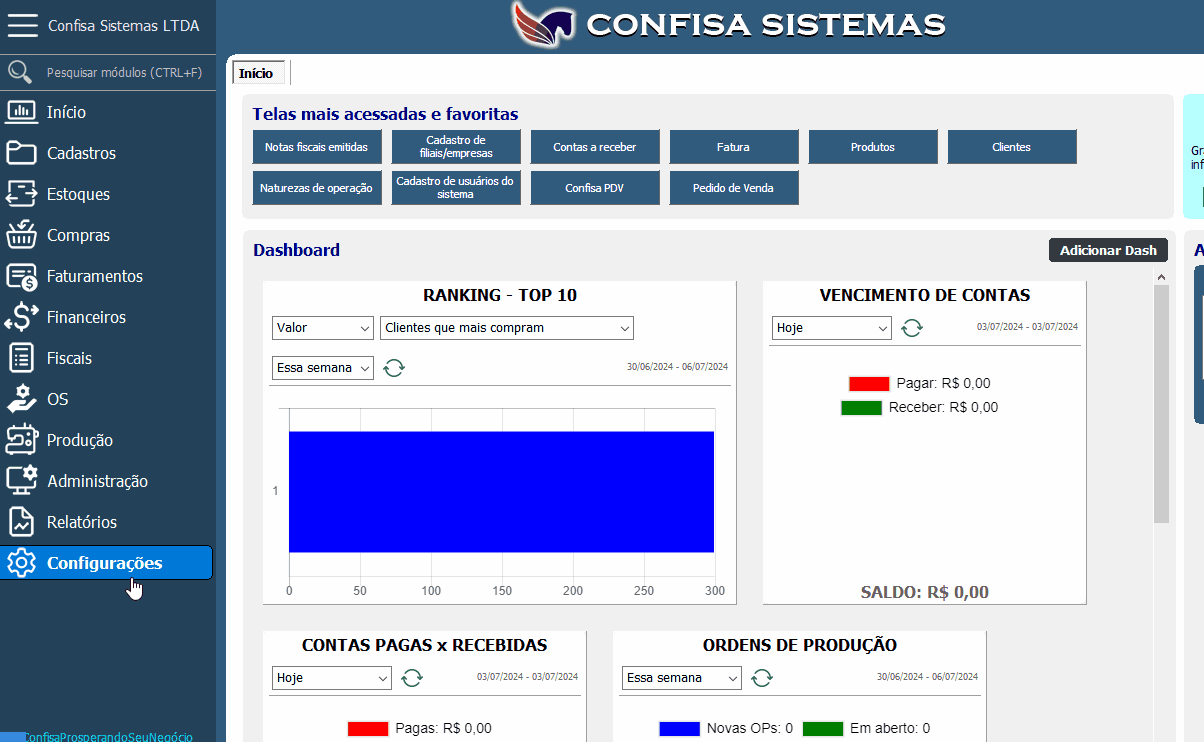 Confisa Sistemas LTDA
CONFISA SISTEMAS
Pesquisar módulos (CTRL+F)
Início
Cadastros
Estoques
Compras
Faturamentos
Financeiros
Fiscais
OS
Produção
Administração
Relatórios
Configurações
ConfisaProsperandoSeuNegócio
Início
Telas mais acessadas e favoritas
Notas fiscais emitidas
Cadastro de
filiais/empresas
Contas a receber
Fatura
Produtos
Clientes
Naturezas de operação
Cadastro de usuários do
sistema
Confisa PDV
Pedido de Venda
Dashboard
Adicionar Dash
RANKING - TOP 10
Valor
Clientes que mais compram
Essa semana
30/06/2024 - 06/07/2024
1
0 50 100 150 200 250 300
VENCIMENTO DE CONTAS
Hoje
03/07/2024 - 03/07/2024
Pagar: R$ 0,00
Receber: R$ 0,00
SALDO: R$ 0,00
CONTAS PAGAS x RECEBIDAS
Hoje
03/07/2024 - 03/07/2024
Pagas: R$ 0,00
ORDENS DE PRODUÇÃO
Essa semana
30/06/2024 - 06/07/2024
Novas OPs: 0 Em aberto: 0